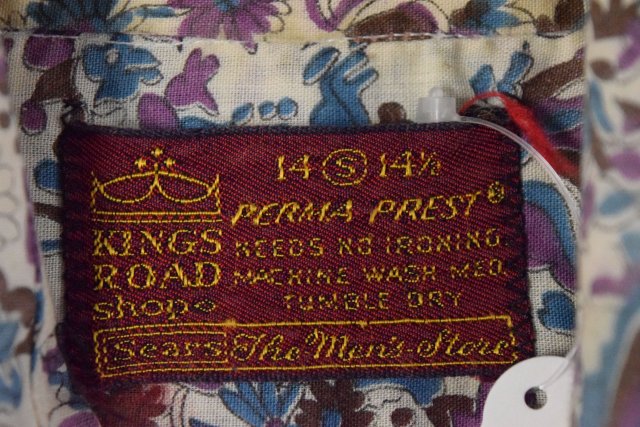 14 S 14½
PERMA PREST®
KINGS
ROAD
shop
NEEDS NO IRONING
MACHINE WASH MED
TUMBLE DRY
Sears The Men's Store